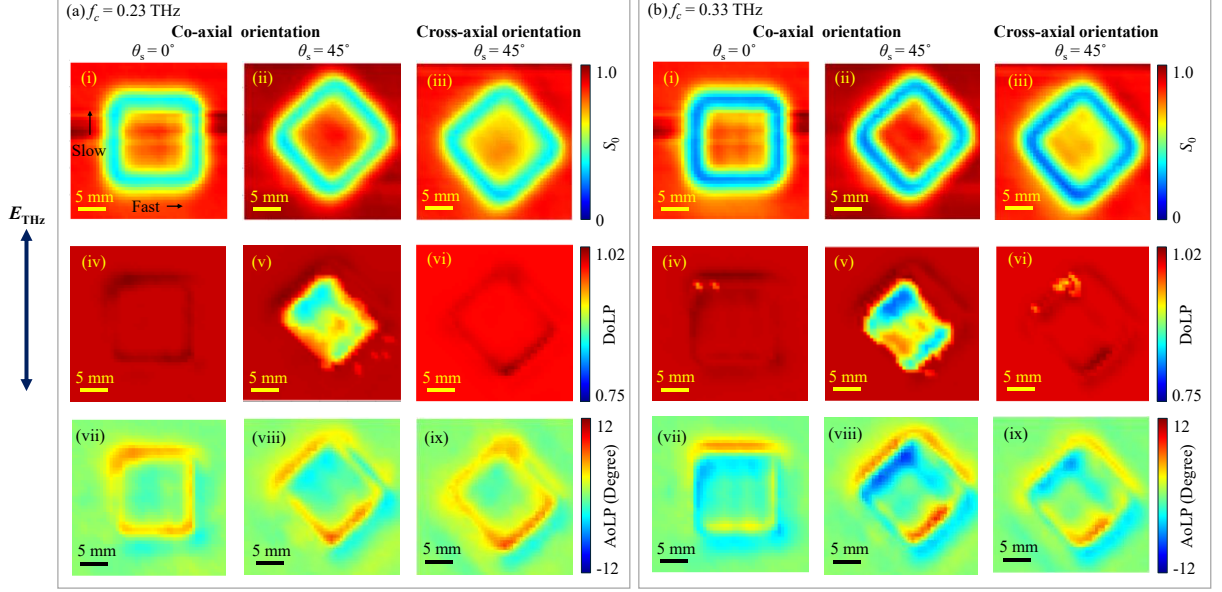 (a) f_c = 0.23 THz
Co-axial orientation
Cross-axial orientation
θ_s = 0°
θ_s = 45°
θ_s = 45°
(i)
(ii)
(iii)
1.0
S_0
0
Slow
Fast
5 mm
5 mm
5 mm
E_THz
(iv)
(v)
(vi)
1.02
DoLP
0.75
5 mm
5 mm
5 mm
(vii)
(viii)
(ix)
12
AoLP (Degree)
-12
5 mm
5 mm
5 mm
(b) f_c = 0.33 THz
Co-axial orientation
Cross-axial orientation
θ_s = 0°
θ_s = 45°
θ_s = 45°
(i)
(ii)
(iii)
1.0
S_0
0
5 mm
5 mm
5 mm
(iv)
(v)
(vi)
1.02
DoLP
0.75
5 mm
5 mm
5 mm
(vii)
(viii)
(ix)
12
AoLP (Degree)
-12
5 mm
5 mm
5 mm